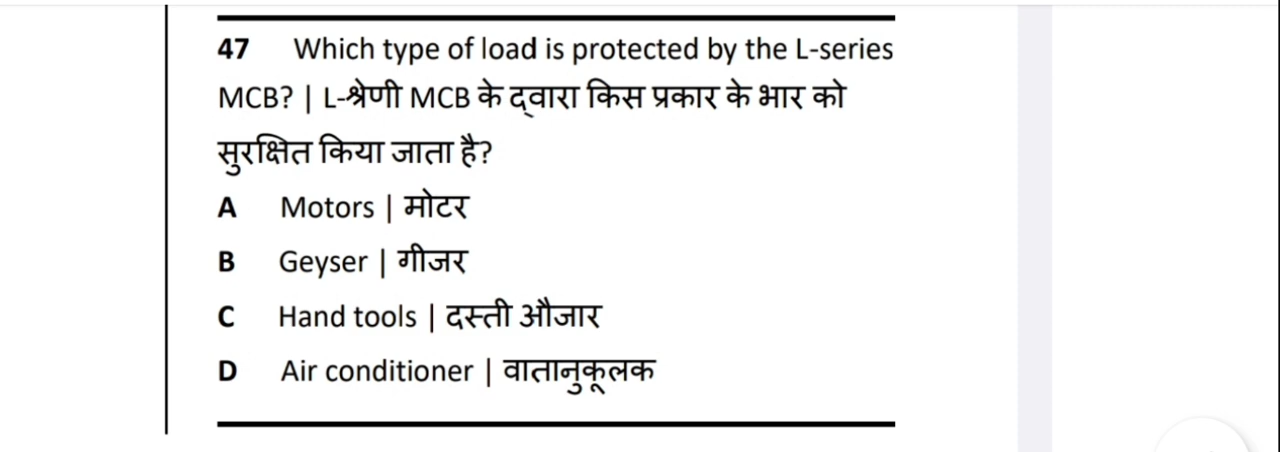 47 Which type of load is protected by the L-series
MCB? | L-श्रेणी MCB के द्वारा किस प्रकार के भार को
सुरक्षित किया जाता है?
A Motors | मोटर
B Geyser | गीजर
C Hand tools | दस्ती औजार
D Air conditioner | वातानुकूलक